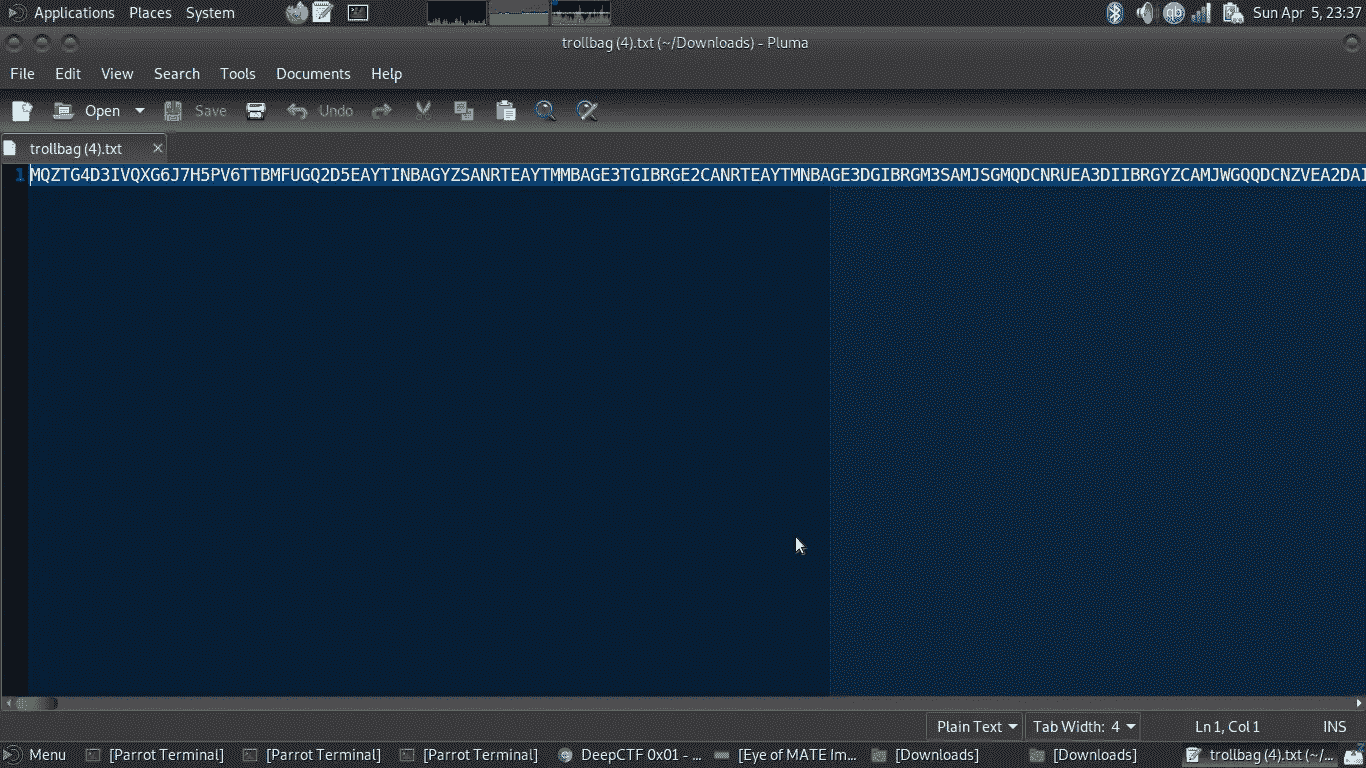 Applications Places System Sun Apr 5, 23:37
trollbag (4).txt (~/Downloads) - Pluma
File Edit View Search Tools Documents Help
Open Save Undo
trollbag (4).txt
1 MQZTG4D3IVQXG6J7H5PV6TTBMFUGQ2D5EAYTINBAGYZSANRTEAYTMMBAGE3TGIBRGE2CANRTEAYTMNBAGE3DGIBRGM3SAMJSGMQDCNRUEA3DIIBRGYZCAMJWGQQDCNZVEA2DAI
Plain Text Tab Width: 4 Ln 1, Col 1 INS
Menu [Parrot Terminal] [Parrot Terminal] [Parrot Terminal] DeepCTF 0x01 - ... [Eye of MATE Im... [Downloads] [Downloads] trollbag (4).txt (~/...